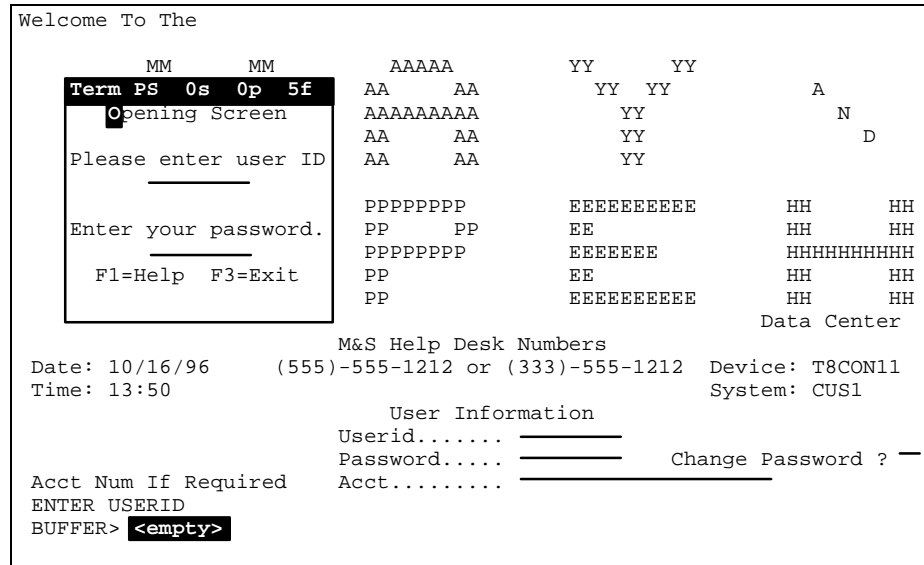 Welcome To The
MM MM AAAAA YY YY
Term PS 0s 0p 5f AA AA YY YY A
Opening Screen AAAAAAAAA YY N
AA AA YY D
Please enter user ID AA AA YY
PPPPPPPP EEEEEEEEEE HH HH
Enter your password. PP PP EE HH HH
PPPPPPPP EEEEEEE HHHHHHHHHH
F1=Help F3=Exit PP EE HH HH
PP EEEEEEEEEE HH HH
Data Center
M&S Help Desk Numbers
Date: 10/16/96 (555)-555-1212 or (333)-555-1212 Device: T8CON11
Time: 13:50 System: CUS1
User Information
Userid.......
Password..... Change Password ?
Acct Num If Required Acct.........
ENTER USERID
BUFFER> <empty>